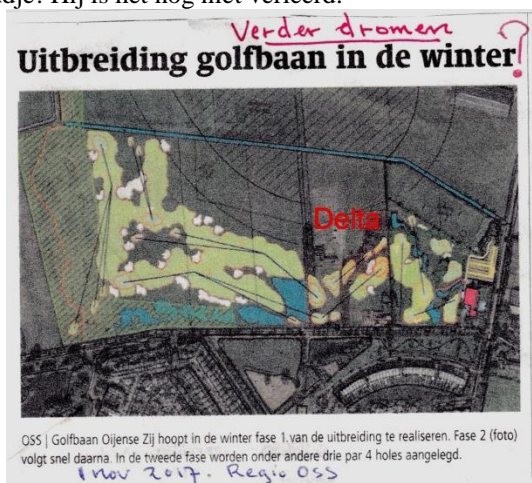 adje? Hij is het nog niet verleerd.
Verder dromen?
Uitbreiding golfbaan in de winter
Delta
OSS | Golfbaan Oijense Zij hoopt in de winter fase 1 van de uitbreiding te realiseren. Fase 2 (foto)
volgt snel daarna. In de tweede fase worden onder andere drie par 4 holes aangelegd.
1 nov 2017. Regio OSS